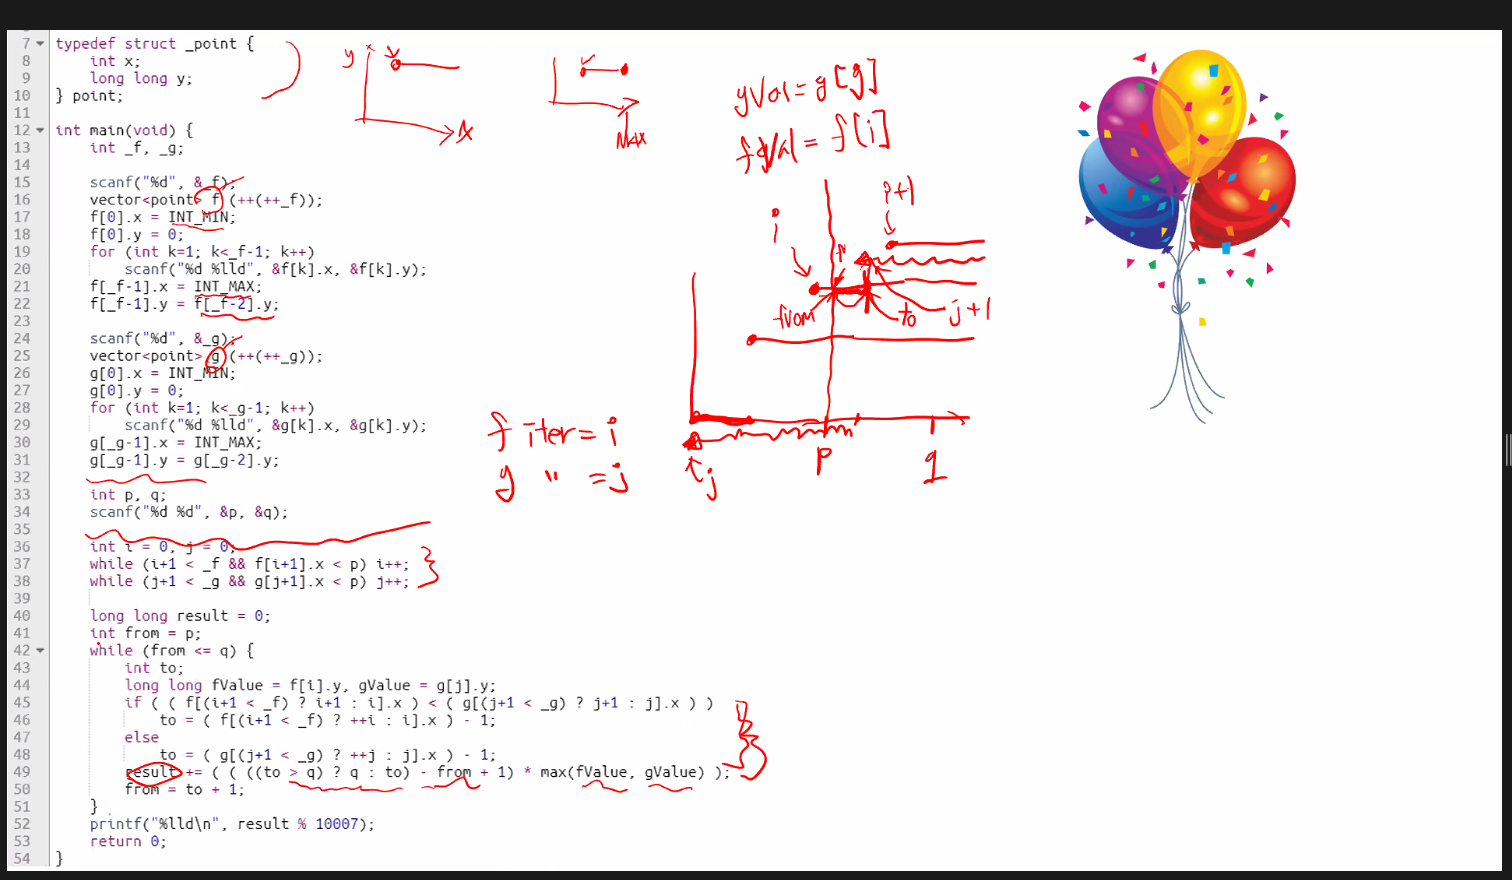 7 typedef struct _point {
8 int x;
9 long long y;
10 } point;
11
12 int main(void) {
13 int _f, _g;
14
15 scanf("%d", &_f);
16 vector<point> f (++(++_f));
17 f[0].x = INT_MIN;
18 f[0].y = 0;
19 for (int k=1; k<_f-1; k++)
20 scanf("%d %lld", &f[k].x, &f[k].y);
21 f[_f-1].x = INT_MAX;
22 f[_f-1].y = f[_f-2].y;
23
24 scanf("%d", &_g);
25 vector<point> g (++(++_g));
26 g[0].x = INT_MIN;
27 g[0].y = 0;
28 for (int k=1; k<_g-1; k++)
29 scanf("%d %lld", &g[k].x, &g[k].y);
30 g[_g-1].x = INT_MAX;
31 g[_g-1].y = g[_g-2].y;
32
33 int p, q;
34 scanf("%d %d", &p, &q);
35
36 int i = 0, j = 0;
37 while (i+1 < _f && f[i+1].x < p) i++;
38 while (j+1 < _g && g[j+1].x < p) j++;
39
40 long long result = 0;
41 int from = p;
42 while (from <= q) {
43 int to;
44 long long fValue = f[i].y, gValue = g[j].y;
45 if ( ( f[(i+1 < _f) ? i+1 : i].x ) < ( g[(j+1 < _g) ? j+1 : j].x ) )
46 to = ( f[(i+1 < _f) ? ++i : i].x ) - 1;
47 else
48 to = ( g[(j+1 < _g) ? ++j : j].x ) - 1;
49 result += ( ( ((to > q) ? q : to) - from + 1) * max(fValue, gValue) );
50 from = to + 1;
51 }
52 printf("%lld\n", result % 10007);
53 return 0;
54 }
y
x
Max
gVal = g[g]
fVal = f[i]
i
i+1
from
to
j+1
f iter = i
g " = j
j
p
q